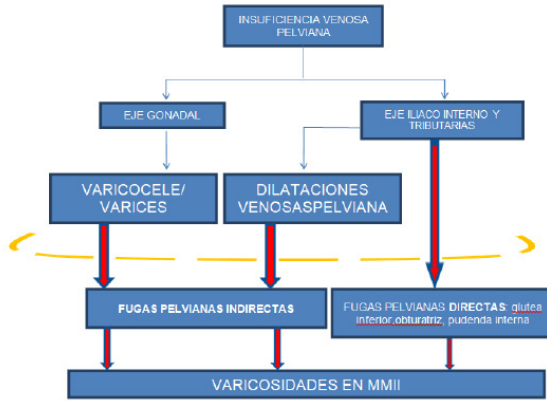 INSUFICIENCIA VENOSA
PELVIANA
EJE GONADAL
EJE ILIACO INTERNO Y
TRIBUTARIAS
VARICOCELE/
VARICES
DILATACIONES
VENOSASPELVIANA
FUGAS PELVIANAS INDIRECTAS
FUGAS PELVIANAS DIRECTAS: glutea
inferior,obturatriz, pudenda interna
VARICOSIDADES EN MMII